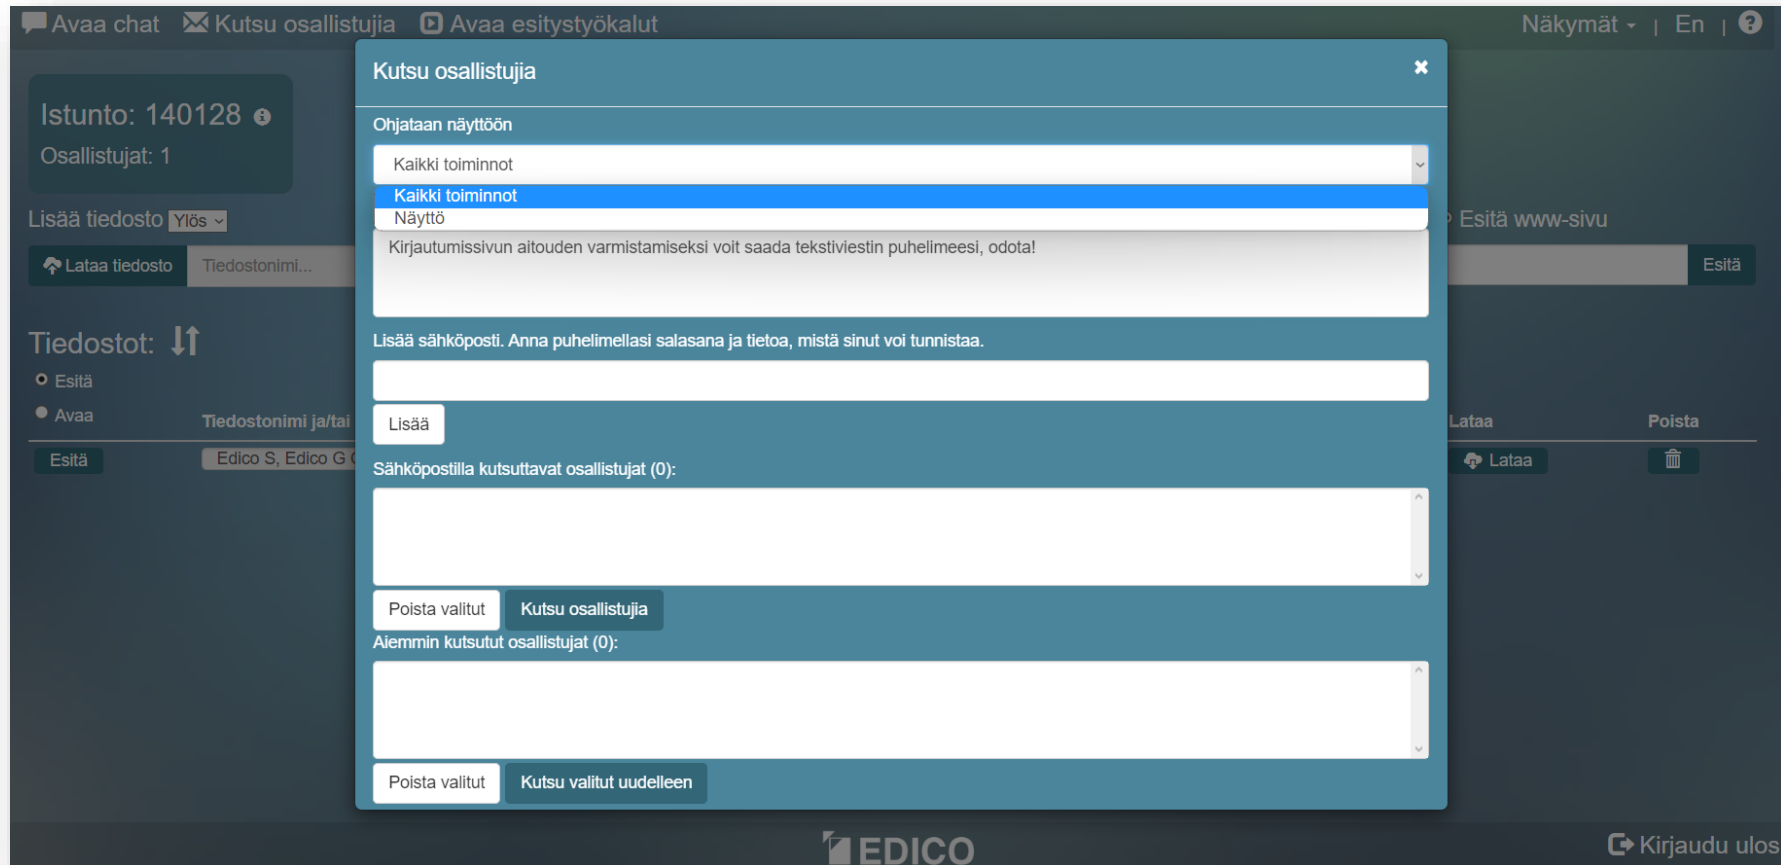 Avaa chat Kutsu osallistujia Avaa esitystyökalut Näkymät | En |
Kutsu osallistujia
Istunto: 140128
Osallistujat: 1
Ohjataan näyttöön
Kaikki toiminnot
Kaikki toiminnot
Näyttö
Lisää tiedosto Ylös
Esitä www-sivu
Kirjautumissivun aitouden varmistamiseksi voit saada tekstiviestin puhelimeesi, odota!
Lataa tiedosto Tiedostonimi...
Esitä
Tiedostot:
Lisää sähköposti. Anna puhelimellasi salasana ja tietoa, mistä sinut voi tunnistaa.
Esitä
Avaa
Tiedostonimi ja/tai
Lisää
Lataa Poista
Esitä Edico S, Edico G
Lataa
Sähköpostilla kutsuttavat osallistujat (0):
Poista valitut Kutsu osallistujia
Aiemmin kutsutut osallistujat (0):
Poista valitut Kutsu valitut uudelleen
EDICO
Kirjaudu ulos